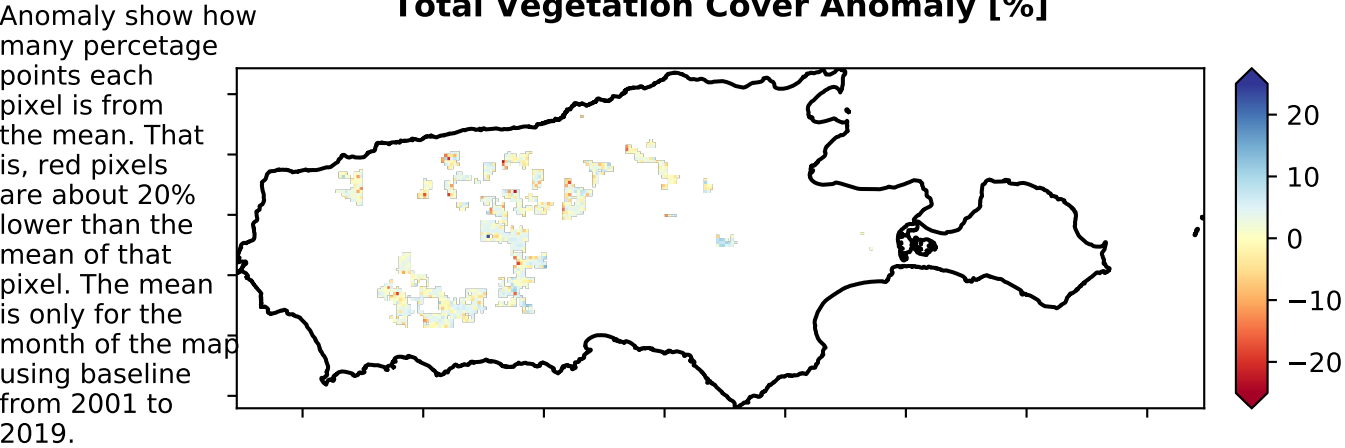 Total Vegetation Cover Anomaly [%]
Anomaly show how
many percetage
points each
pixel is from
the mean. That
is, red pixels
are about 20%
lower than the
mean of that
pixel. The mean
is only for the
month of the map
using baseline
from 2001 to
2019.
20
10
0
−10
−20